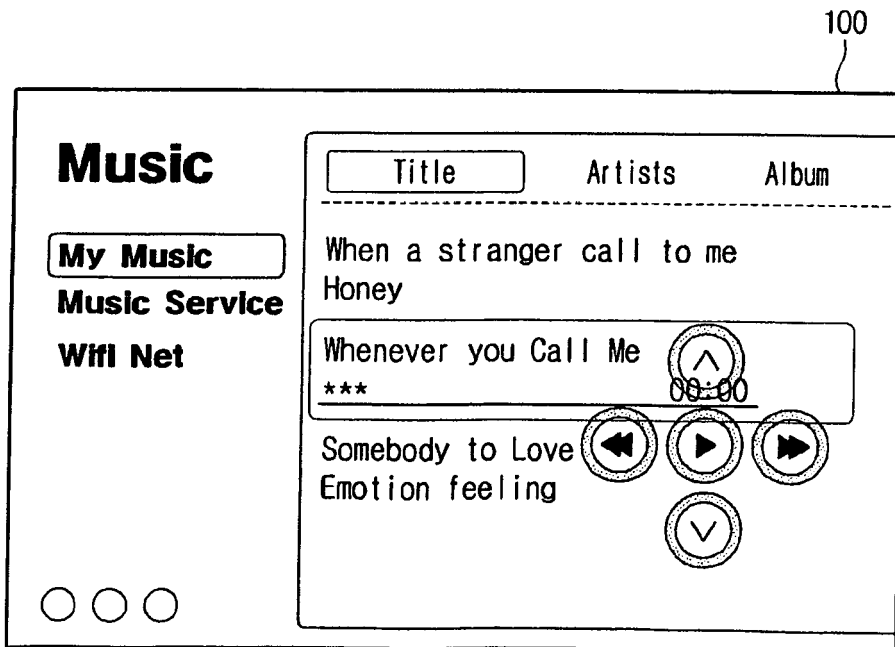 100
Music
My Music
Music Service
Wifi Net
Title Artists Album
When a stranger call to me
Honey
Whenever you Call Me
*** 00:00
Somebody to Love
Emotion feeling